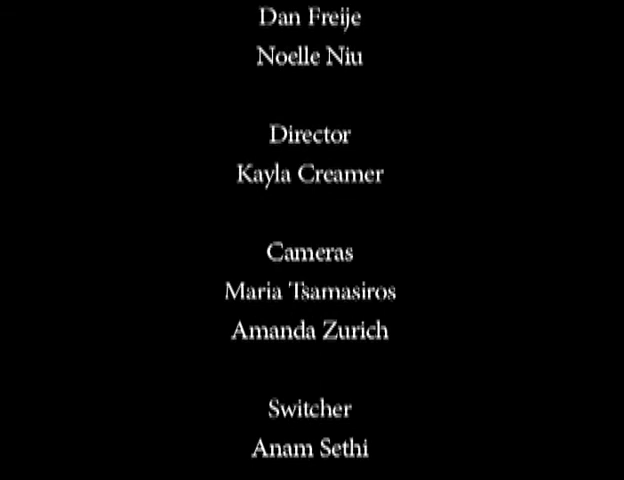 Dan Freije
Noelle Niu
Director
Kayla Creamer
Cameras
Maria Tsamasiros
Amanda Zurich
Switcher
Anam Sethi